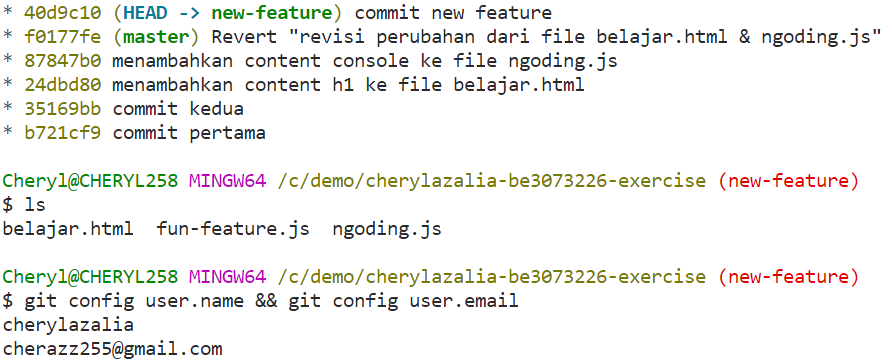 * 40d9c10 (HEAD -> new-feature) commit new feature
* f0177fe (master) Revert "revisi perubahan dari file belajar.html & ngoding.js"
* 87847b0 menambahkan content console ke file ngoding.js
* 24dbd80 menambahkan content h1 ke file belajar.html
* 35169bb commit kedua
* b721cf9 commit pertama
Cheryl@CHERYL258 MINGW64 /c/demo/cherylazalia-be3073226-exercise (new-feature)
$ ls
belajar.html  fun-feature.js  ngoding.js
Cheryl@CHERYL258 MINGW64 /c/demo/cherylazalia-be3073226-exercise (new-feature)
$ git config user.name && git config user.email
cherylazalia
cherazz255@gmail.com